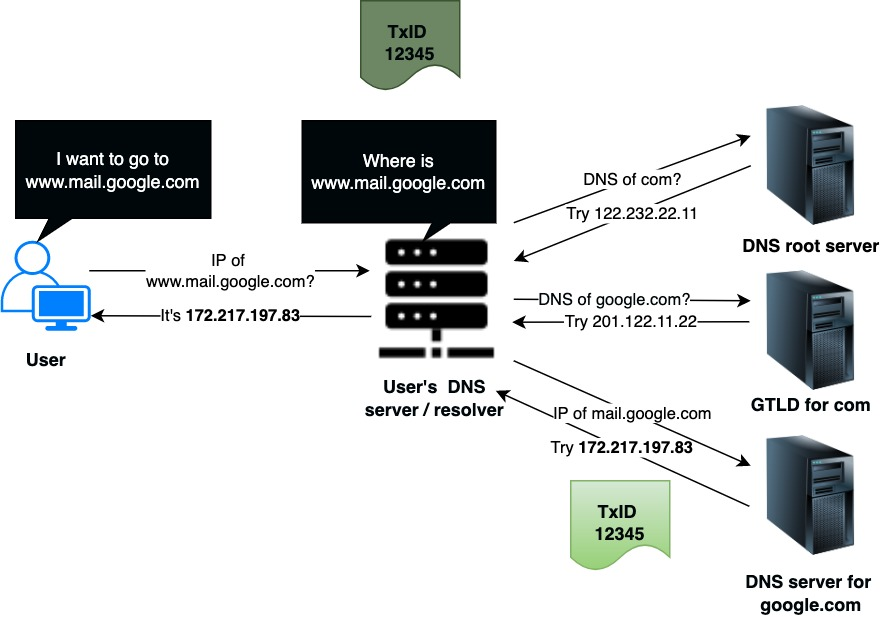 TxID
12345
I want to go to
www.mail.google.com
Where is
www.mail.google.com
DNS of com?
Try 122.232.22.11
DNS root server
IP of
www.mail.google.com?
It's 172.217.197.83
User
User's DNS
server / resolver
DNS of google.com?
Try 201.122.11.22
GTLD for com
IP of mail.google.com
Try 172.217.197.83
TxID
12345
DNS server for
google.com